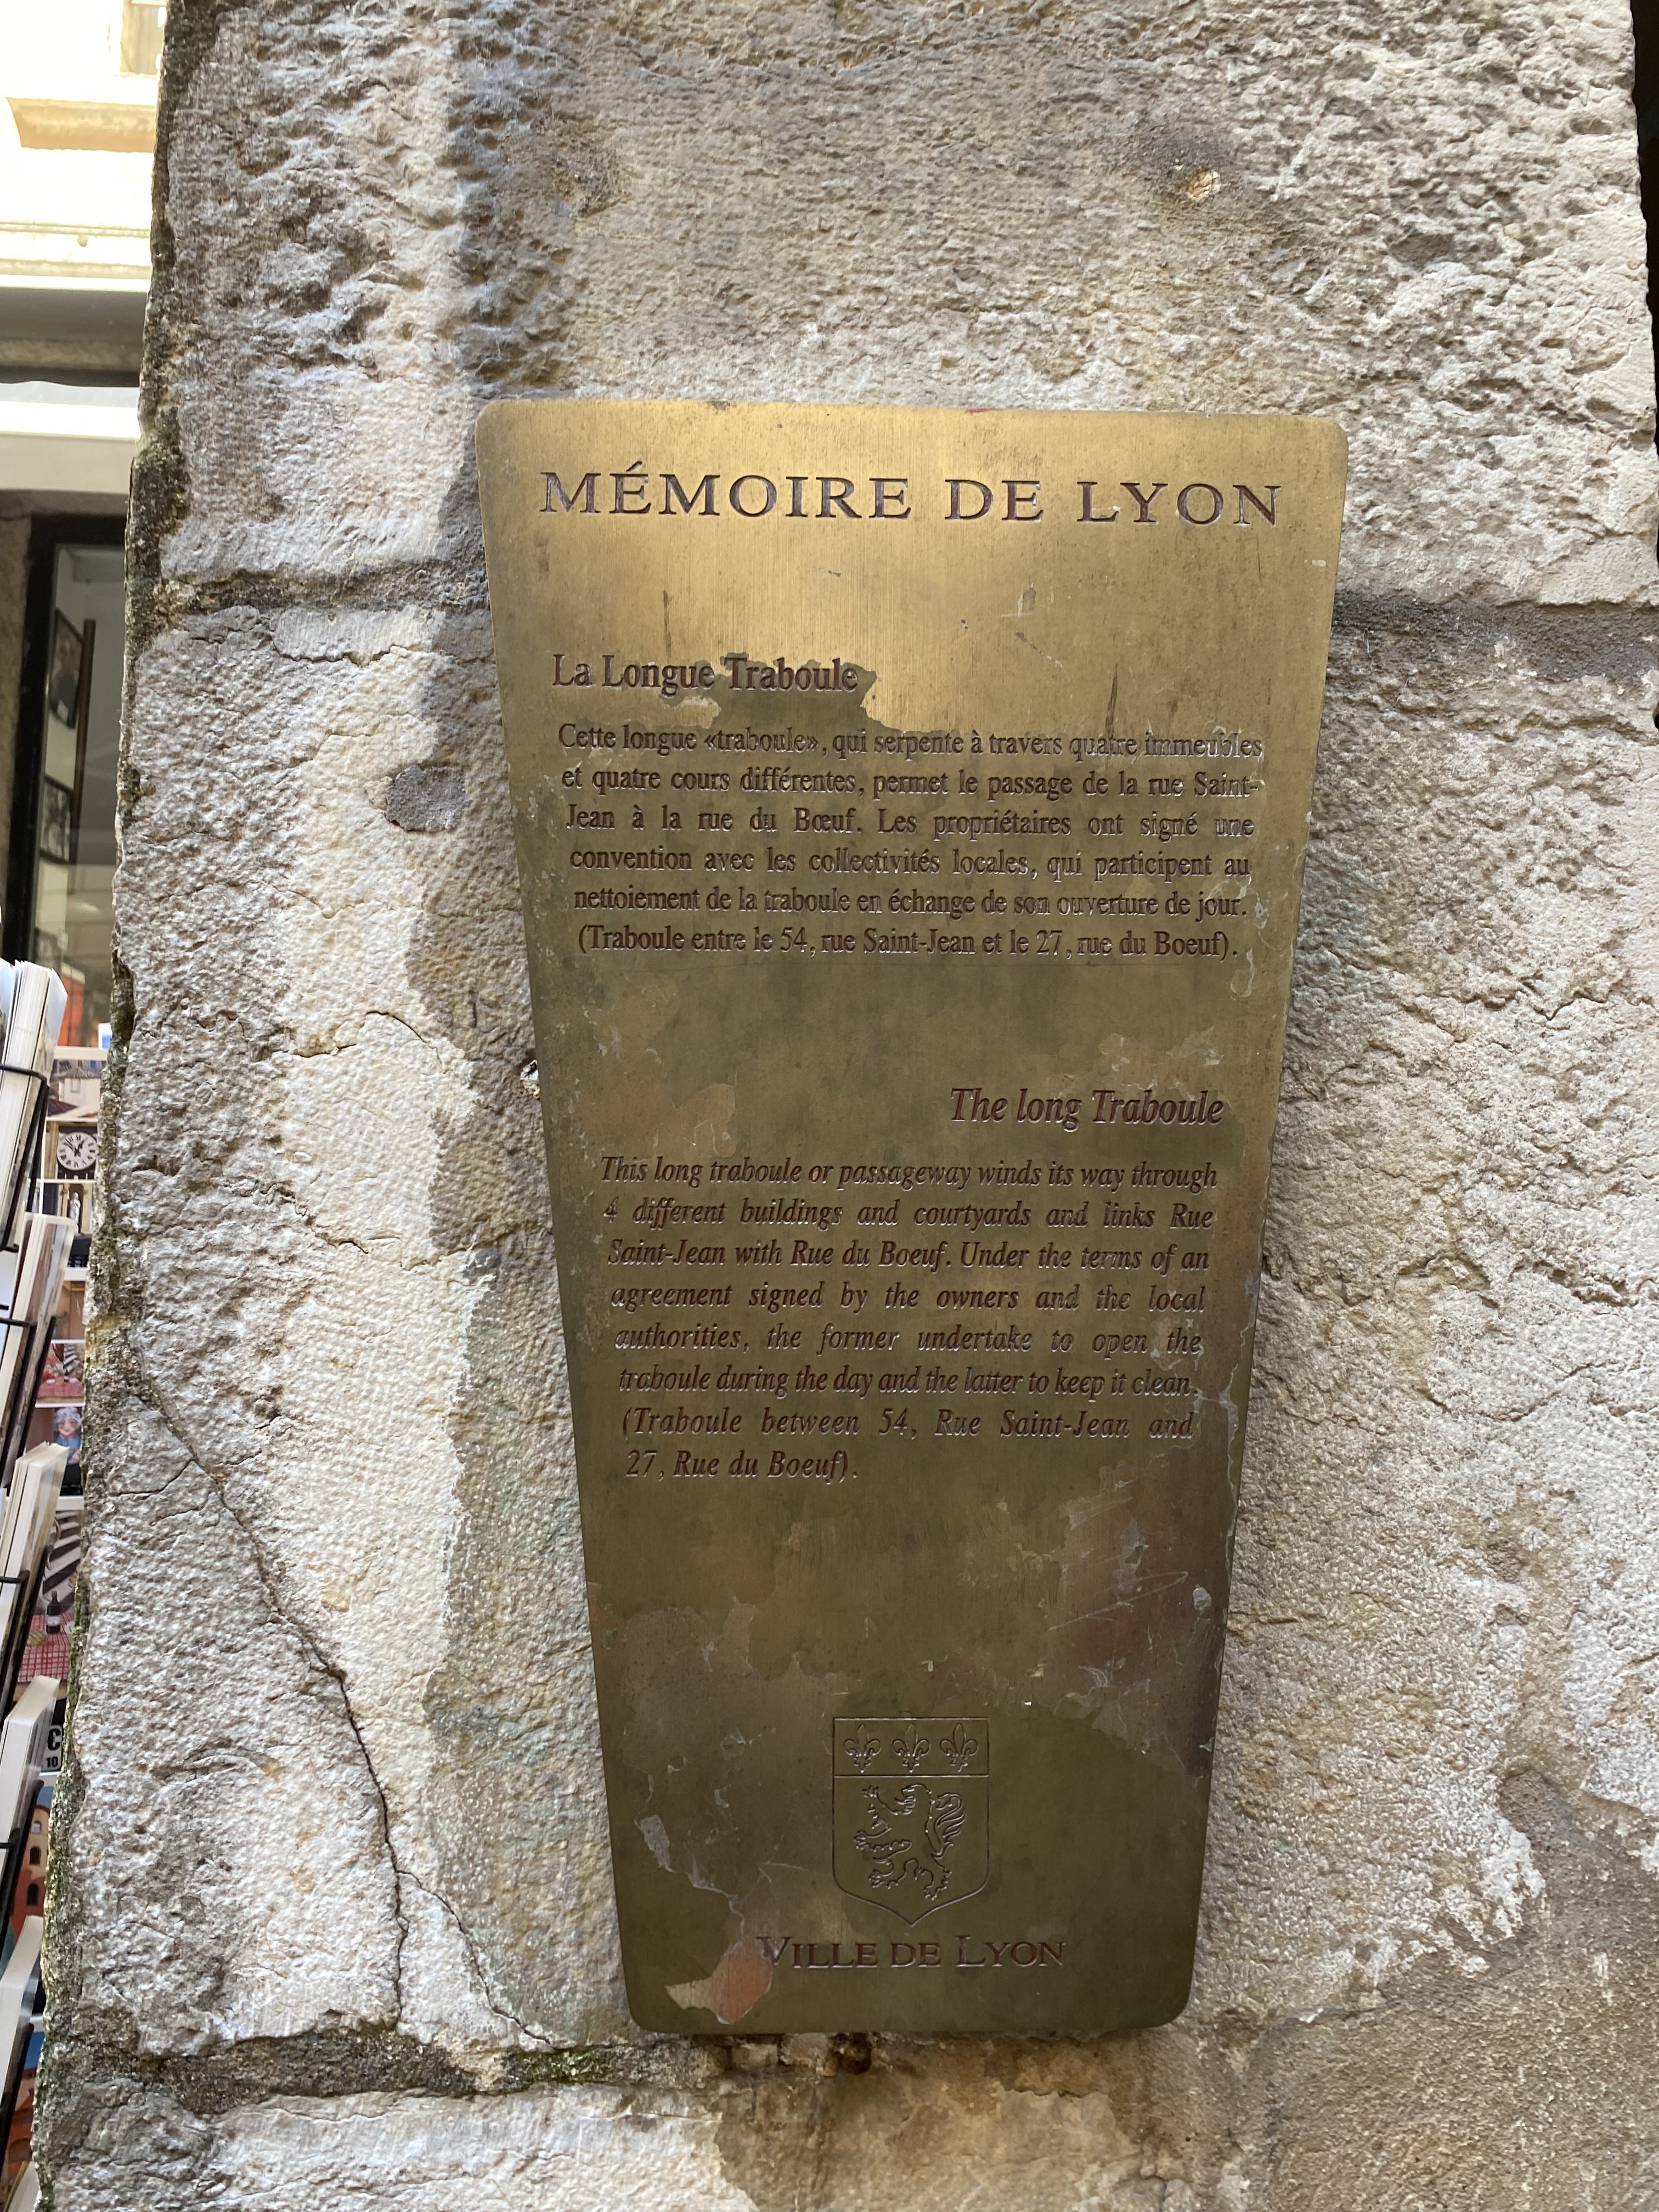 MÉMOIRE DE LYON
La Longue Traboule
Cette longue «traboule», qui serpente à travers quatre immeubles
et quatre cours différentes, permet le passage de la rue Saint-
Jean à la rue du Bœuf. Les propriétaires ont signé une
convention avec les collectivités locales, qui participent au
nettoiement de la traboule en échange de son ouverture de jour.
(Traboule entre le 54, rue Saint-Jean et le 27, rue du Boeuf).
The long Traboule
This long traboule or passageway winds its way through
4 different buildings and courtyards and links Rue
Saint-Jean with Rue du Boeuf. Under the terms of an
agreement signed by the owners and the local
authorities, the former undertake to open the
traboule during the day and the latter to keep it clean.
(Traboule between 54, Rue Saint-Jean and
27, Rue du Boeuf).
VILLE DE LYON
€
10